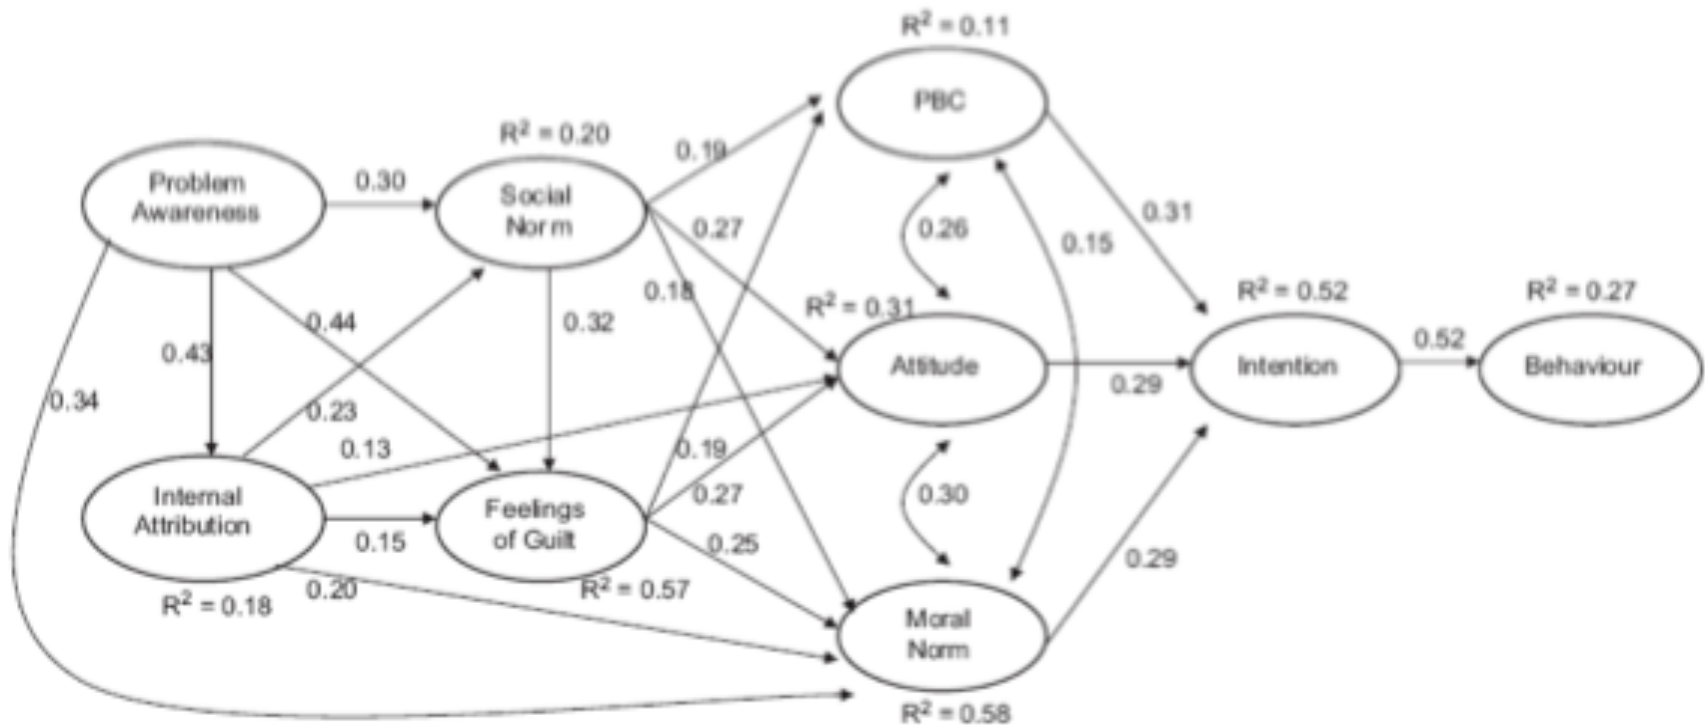 R² = 0.11
PBC
R² = 0.20
0.19
Problem
Awareness
0.30
Social
Norm
0.31
0.27
0.26
0.15
0.18
R² = 0.31
R² = 0.52
R² = 0.27
0.44
0.32
0.43
0.52
Attitude
Intention
Behaviour
0.29
0.34
0.23
0.13
0.19
Internal
Attribution
Feelings
of Guilt
0.27
0.30
0.15
0.25
0.29
0.20
R² = 0.57
R² = 0.18
Moral
Norm
R² = 0.58